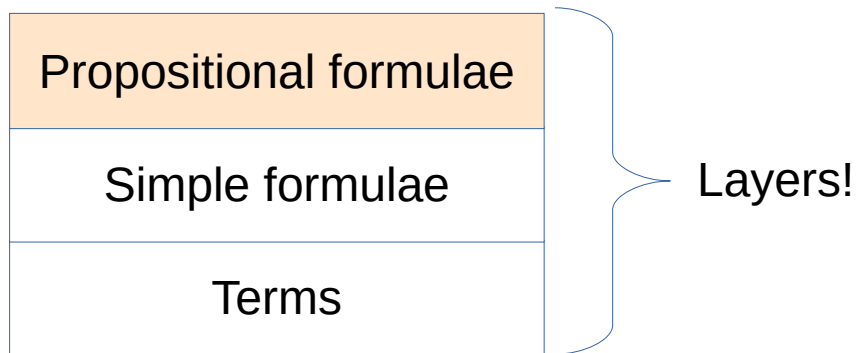 Propositional formulae
Simple formulae
Layers!
Terms